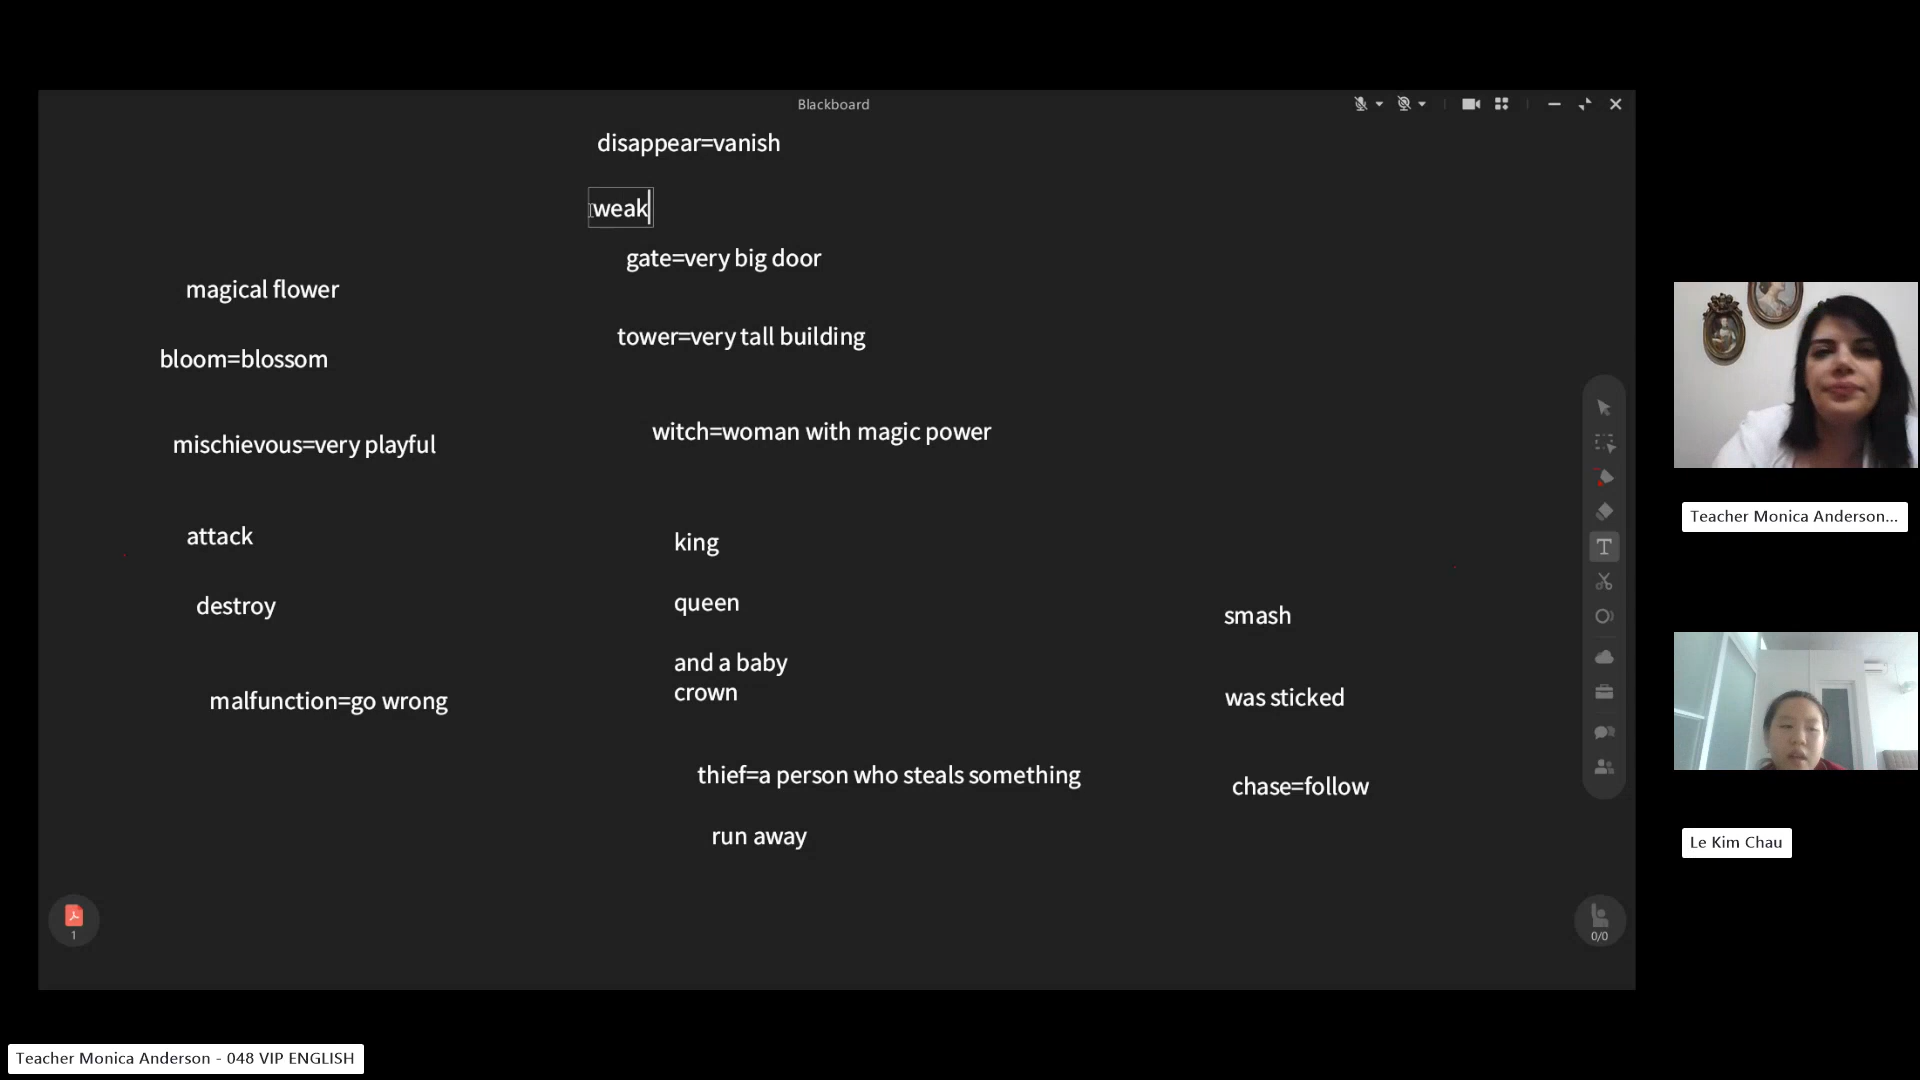 Blackboard
disappear=vanish
weak
gate=very big door
magical flower
tower=very tall building
bloom=blossom
witch=woman with magic power
mischievous=very playful
attack
king
destroy
queen
smash
and a baby
crown
malfunction=go wrong
was sticked
thief=a person who steals something
chase=follow
run away
1
0/0
Teacher Monica Anderson...
Le Kim Chau
Teacher Monica Anderson - 048 VIP ENGLISH